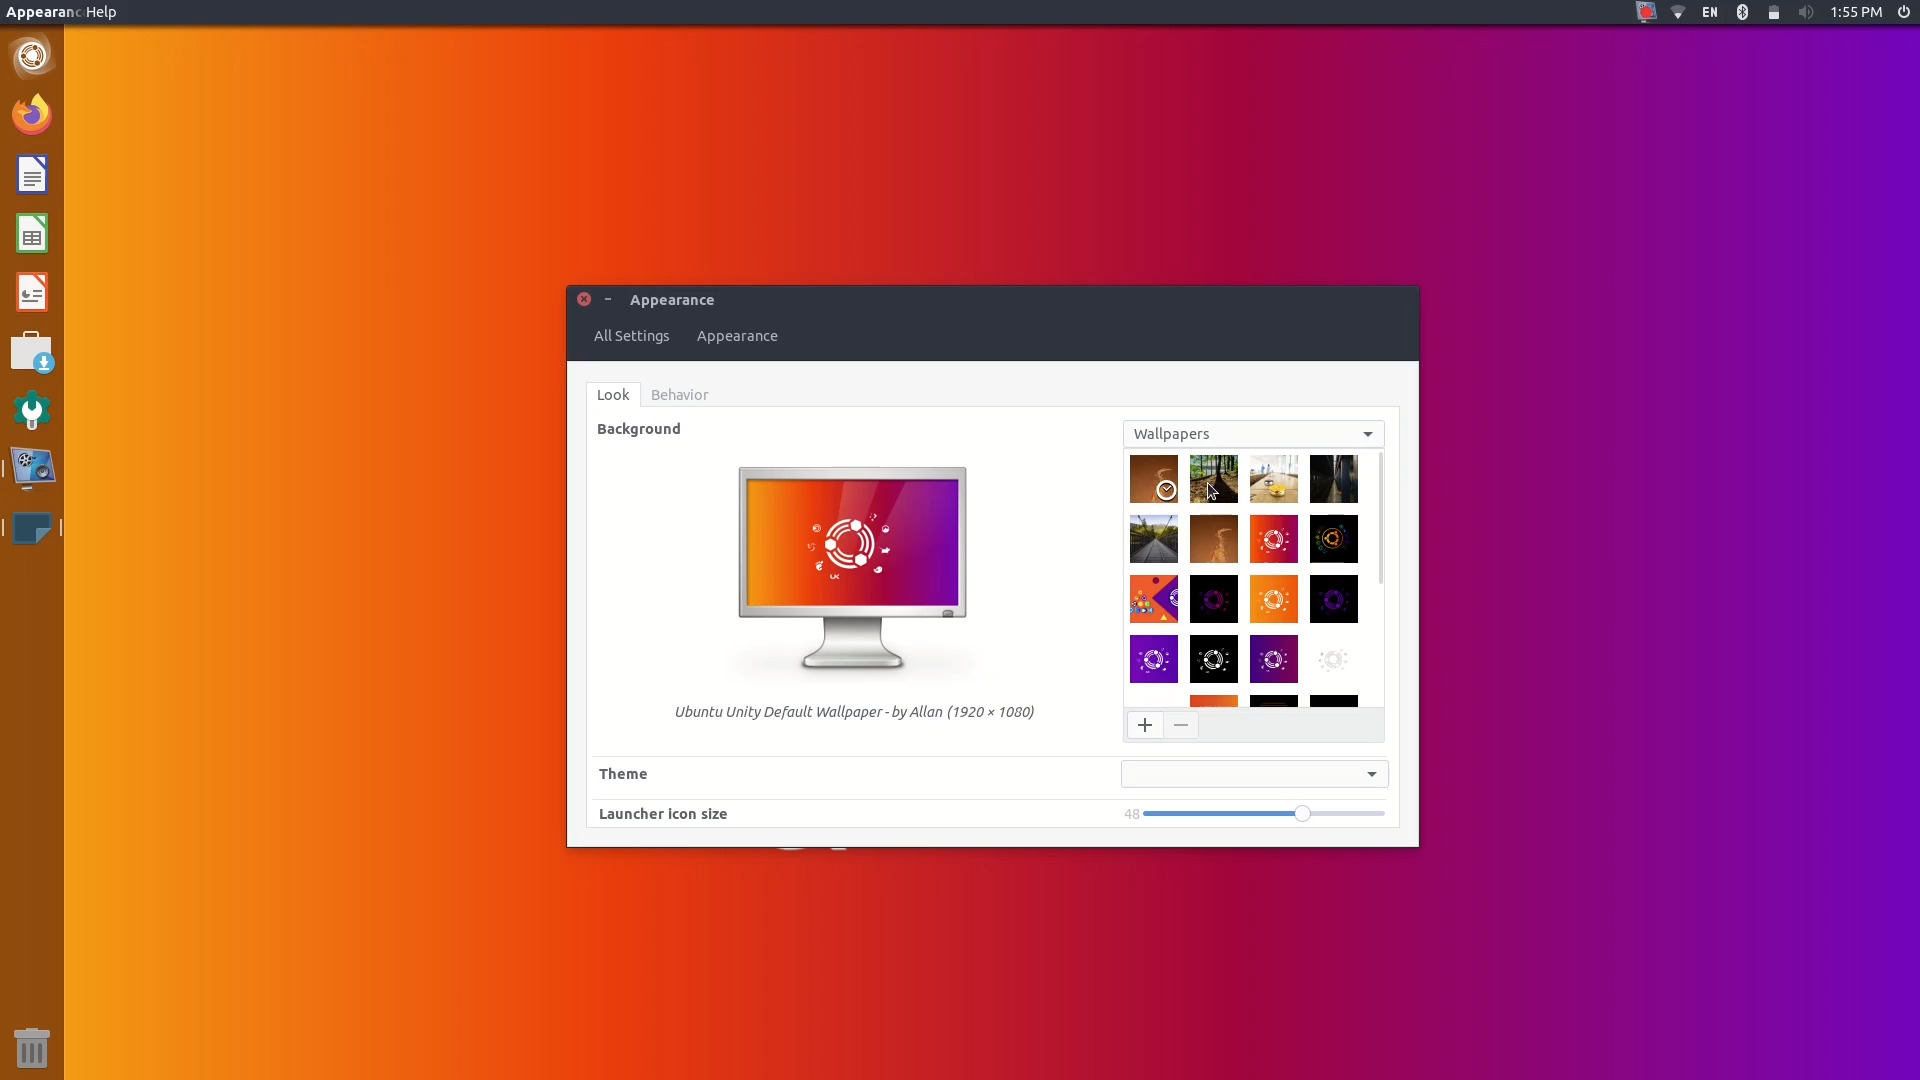 Appearanc Help
EN
1:55 PM
Appearance
All Settings Appearance
Look Behavior
Background
Wallpapers
Ubuntu Unity Default Wallpaper - by Allan (1920 × 1080)
Theme
Launcher icon size
48